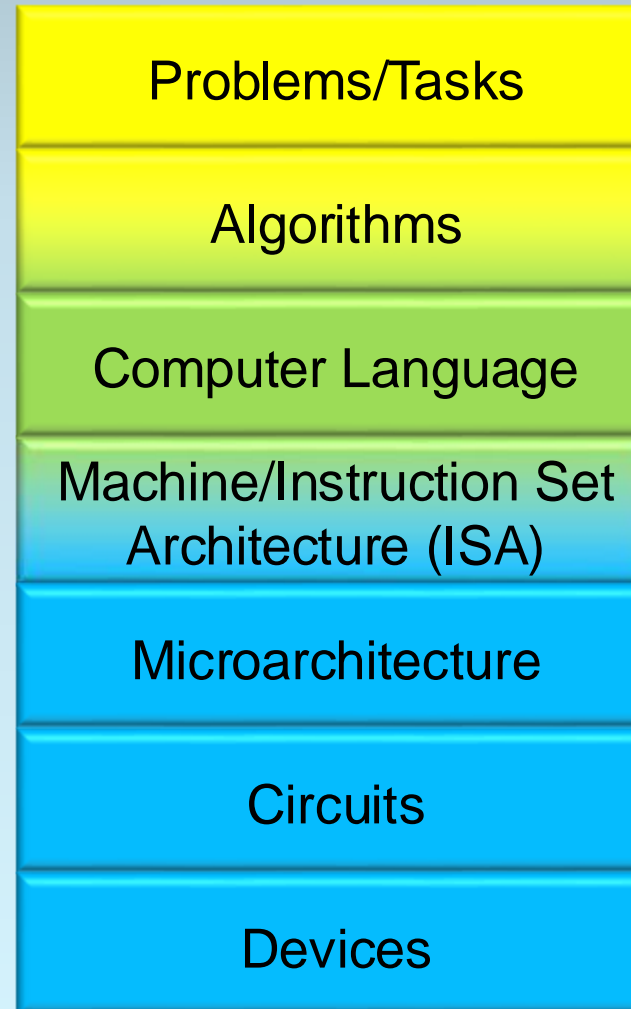 Problems/Tasks
Algorithms
Computer Language
Machine/Instruction Set
Architecture (ISA)
Microarchitecture
Circuits
Devices